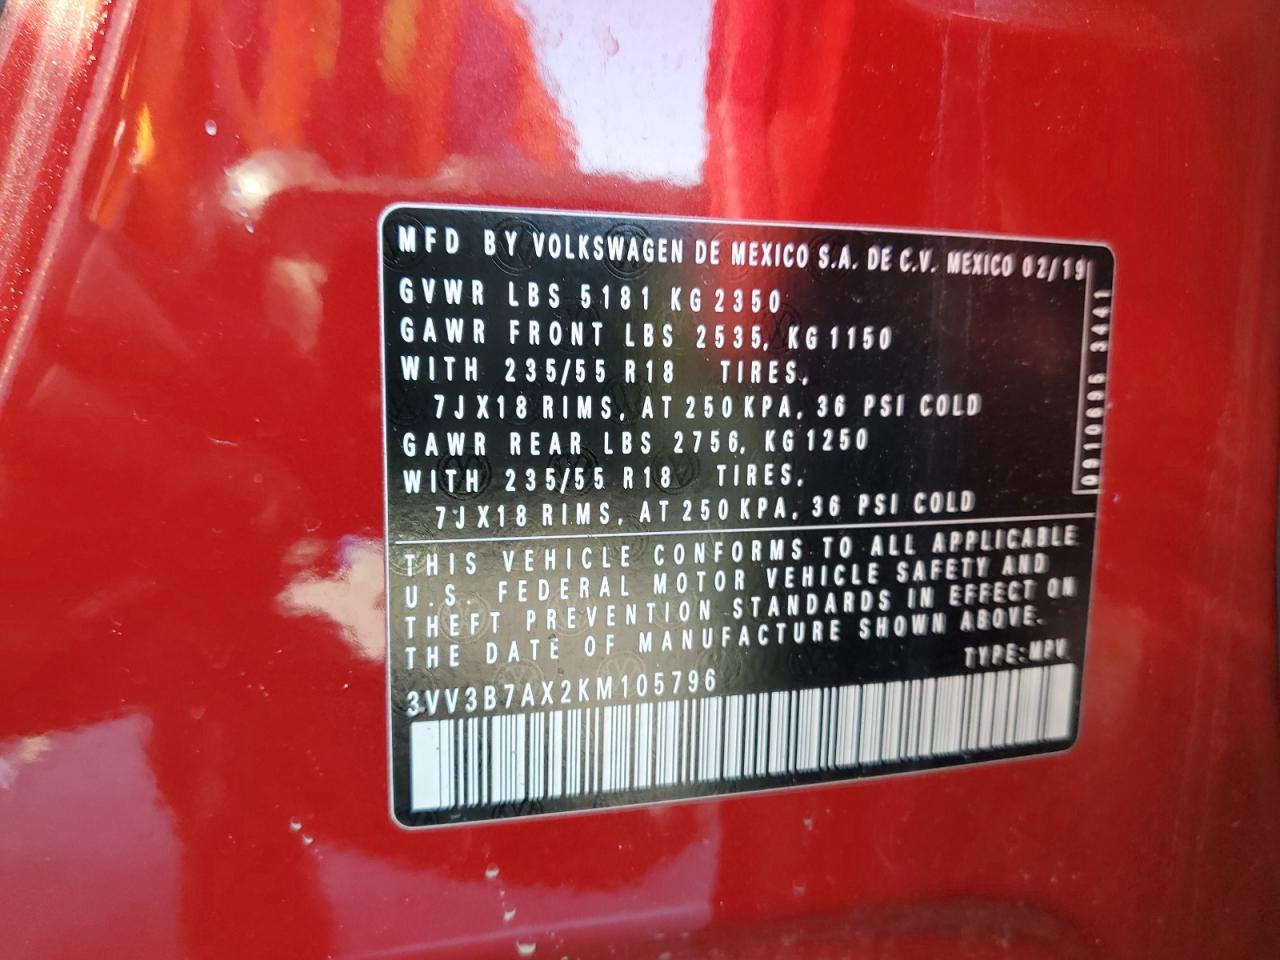 MFD BY VOLKSWAGEN DE MEXICO S.A. DE C.V. MEXICO 02/19
GVWR LBS 5181 KG 2350
GAWR FRONT LBS 2535, KG 1150
WITH 235/55 R18 TIRES,
7JX18 RIMS, AT 250 KPA, 36 PSI COLD
GAWR REAR LBS 2756, KG 1250
WITH 235/55 R18 TIRES,
7JX18 RIMS, AT 250 KPA, 36 PSI COLD
0910695 3441
THIS VEHICLE CONFORMS TO ALL APPLICABLE
U.S. FEDERAL MOTOR VEHICLE SAFETY AND
THEFT PREVENTION STANDARDS IN EFFECT ON
THE DATE OF MANUFACTURE SHOWN ABOVE.
TYPE: MPV
3VV3B7AX2KM105796